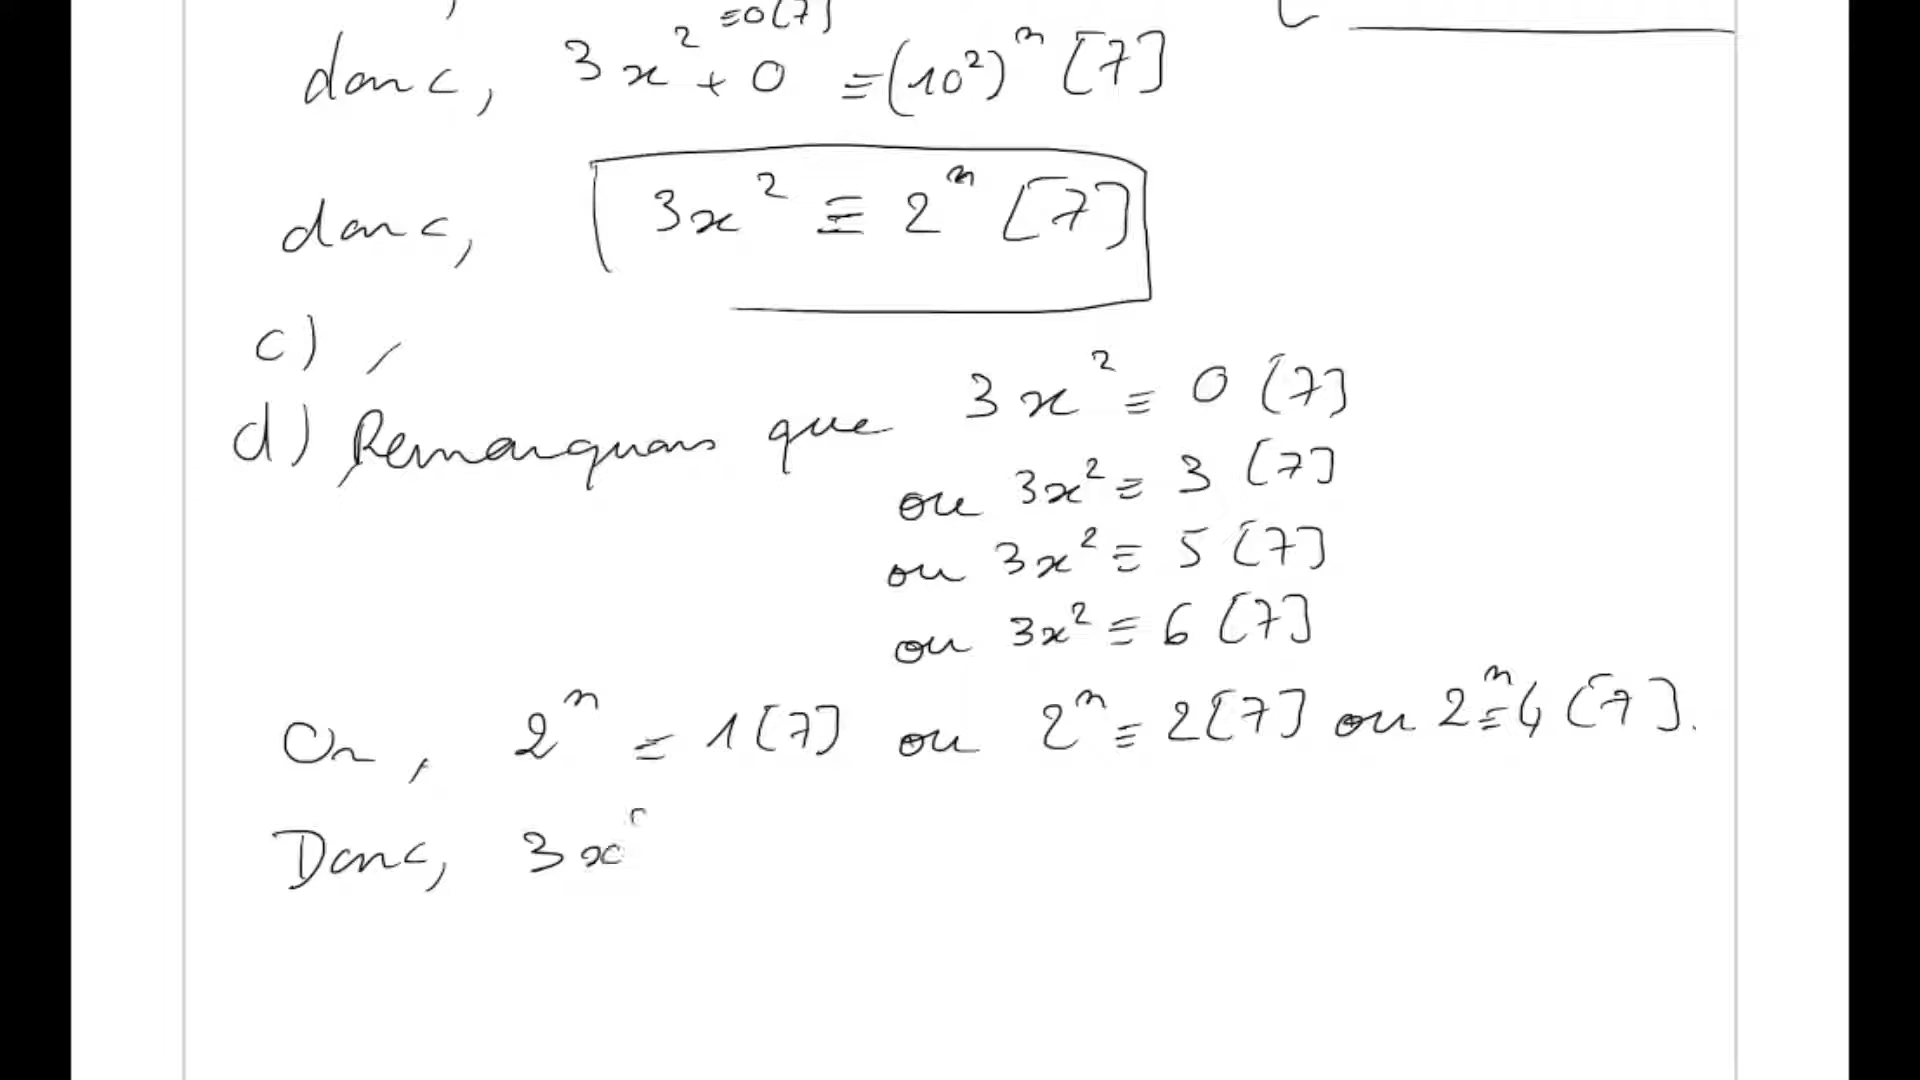 ≡0[7]
donc, 3x² + 0 ≡ (10²)ⁿ [7]
donc, 3x² ≡ 2ⁿ [7]
c) /
d) Remarquons que 3x² ≡ 0 [7]
ou 3x² ≡ 3 [7]
ou 3x² ≡ 5 [7]
ou 3x² ≡ 6 [7]
Or, 2ⁿ ≡ 1 [7] ou 2ⁿ ≡ 2 [7] ou 2ⁿ ≡ 4 [7].
Donc, 3x